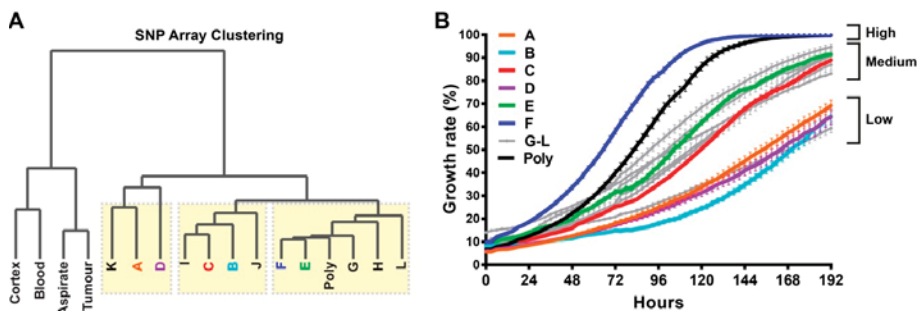 A
SNP Array Clustering
Cortex
Blood
Aspirate
Tumour
K
A
D
I
C
B
J
F
E
Poly
G
H
L
B
Growth rate (%)
100
90
80
70
60
50
40
30
20
10
0
A
B
C
D
E
F
G-L
Poly
High
Medium
Low
0 24 48 72 96 120 144 168 192
Hours